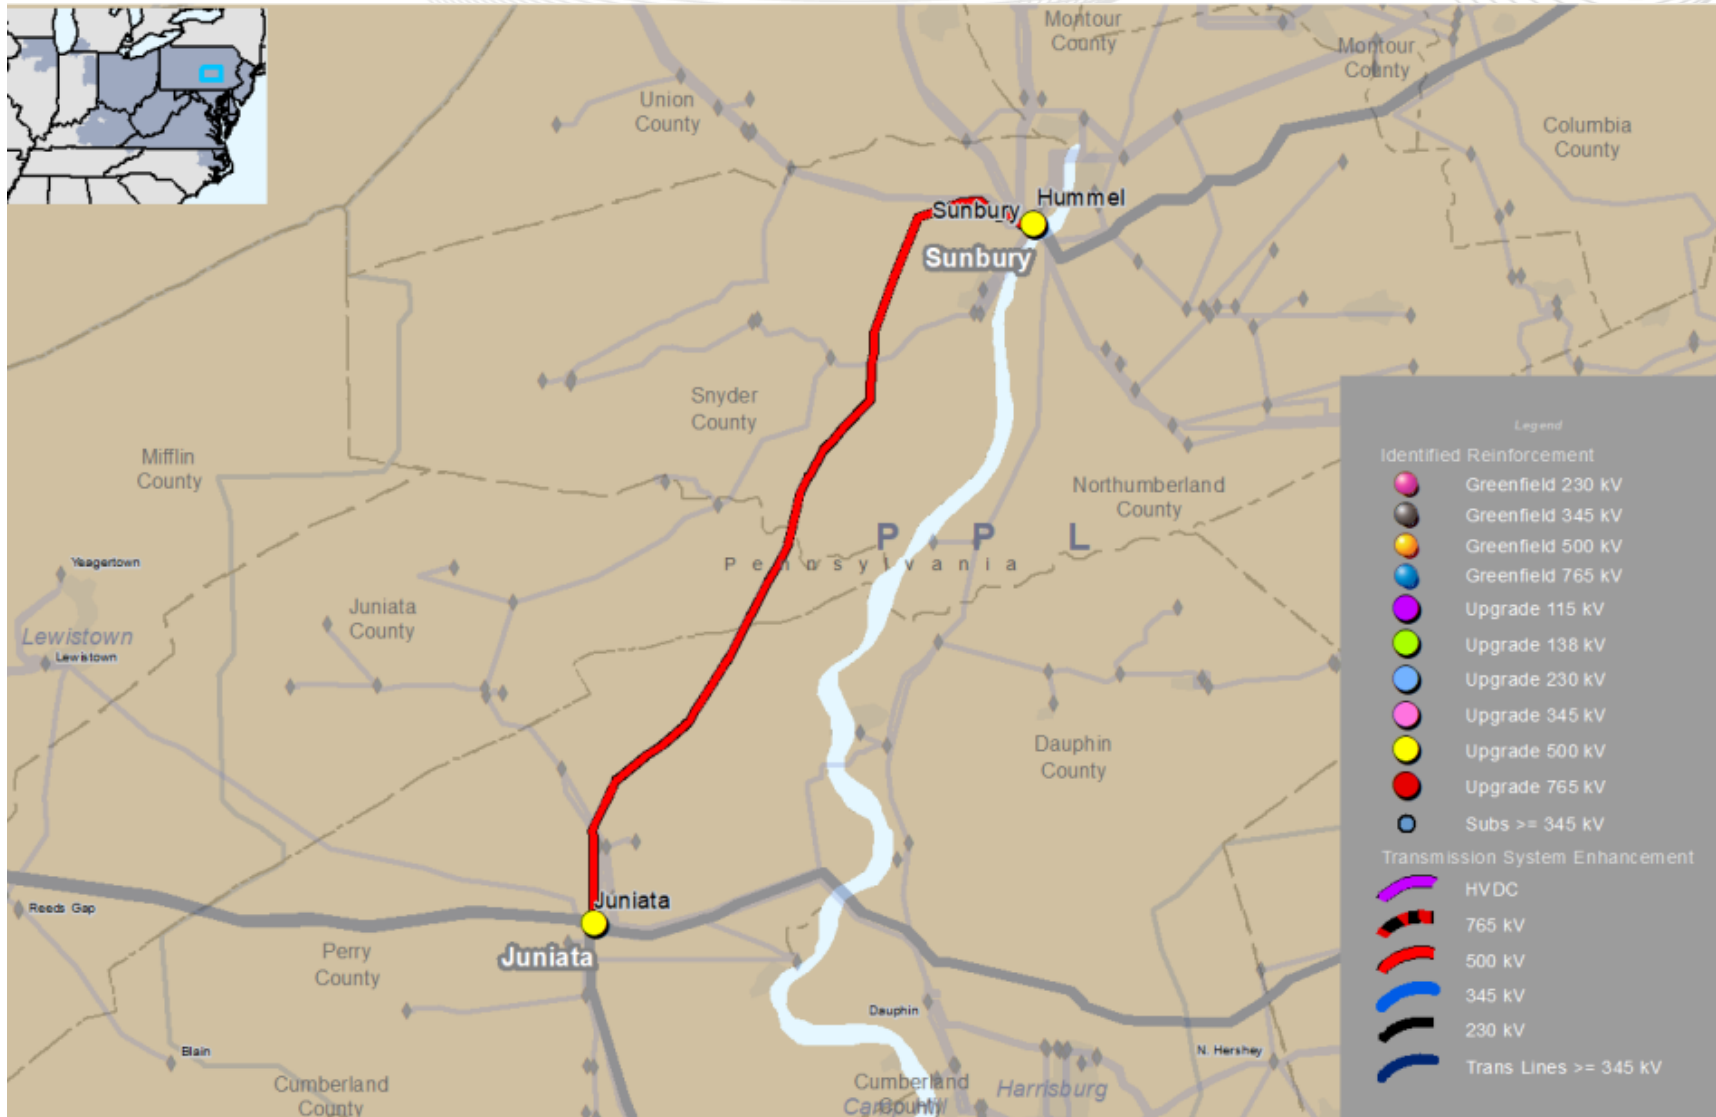 Montour
County
Montour
County
Union
County
Columbia
County
Hummel
Sunbury
Sunbury
Snyder
County
Mifflin
County
Northumberland
County
P P L
Pennsylvania
Yeagertown
Juniata
County
Lewistown
Lewistown
Dauphin
County
Juniata
Reeds Gap
Perry
County
Juniata
Dauphin
Blain
N. Hershey
Cumberland
County
Cumberland
County
Harrisburg
Legend
Identified Reinforcement
Greenfield 230 kV
Greenfield 345 kV
Greenfield 500 kV
Greenfield 765 kV
Upgrade 115 kV
Upgrade 138 kV
Upgrade 230 kV
Upgrade 345 kV
Upgrade 500 kV
Upgrade 765 kV
Subs >= 345 kV
Transmission System Enhancement
HVDC
765 kV
500 kV
345 kV
230 kV
Trans Lines >= 345 kV